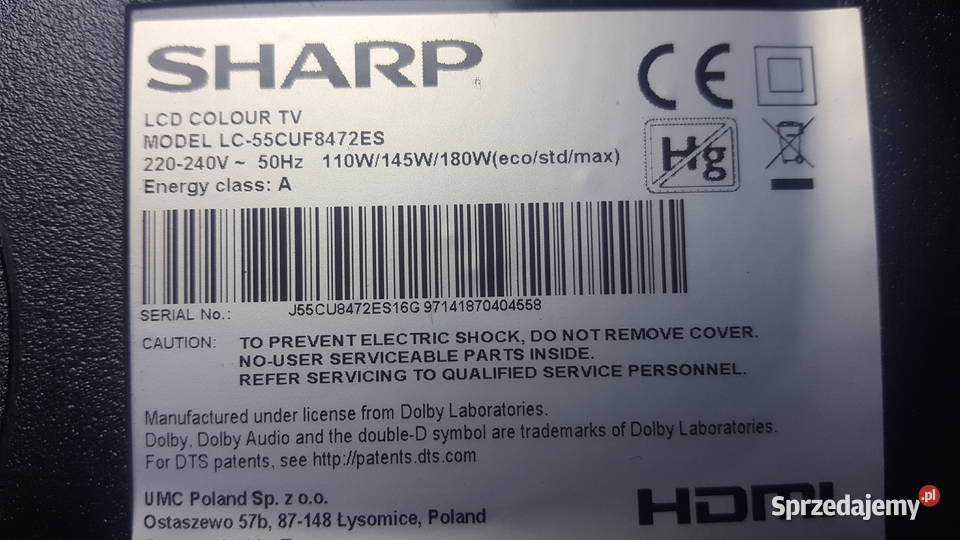 SHARP
LCD COLOUR TV
MODEL LC-55CUF8472ES
220-240V ~ 50Hz 110W/145W/180W(eco/std/max)
Energy class: A
CE
Hg
SERIAL No.: J55CU8472ES16G 97141870404558
CAUTION: TO PREVENT ELECTRIC SHOCK, DO NOT REMOVE COVER.
NO-USER SERVICEABLE PARTS INSIDE.
REFER SERVICING TO QUALIFIED SERVICE PERSONNEL.
Manufactured under license from Dolby Laboratories.
Dolby, Dolby Audio and the double-D symbol are trademarks of Dolby Laboratories.
For DTS patents, see http://patents.dts.com
UMC Poland Sp. z o.o.
Ostaszewo 57b, 87-148 Łysomice, Poland
HDMI
Sprzedajemy.pl